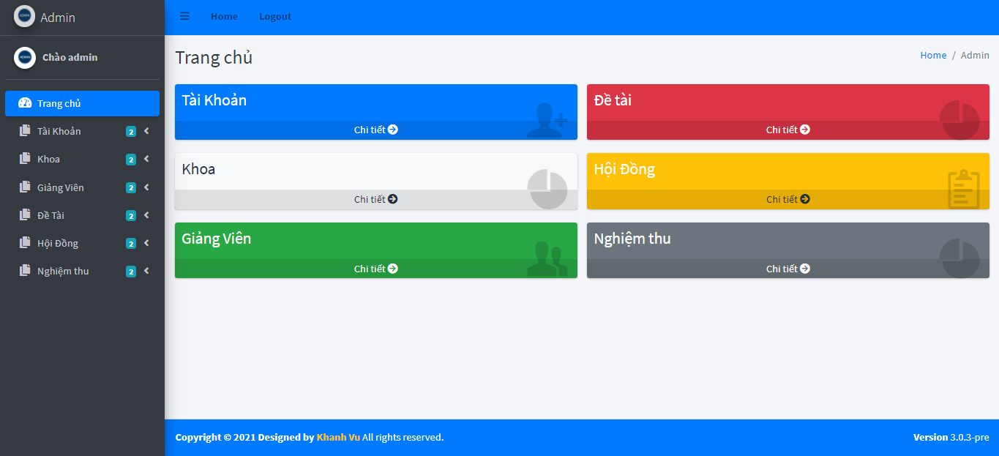 Admin
Chào admin
Trang chủ
Tài Khoản 2
Khoa 2
Giảng Viên 2
Đề Tài 2
Hội Đồng 2
Nghiệm thu 2
Home Logout
Trang chủ
Home / Admin
Tài Khoản
Chi tiết
Đề tài
Chi tiết
Khoa
Chi tiết
Hội Đồng
Chi tiết
Giảng Viên
Chi tiết
Nghiệm thu
Chi tiết
Copyright © 2021 Designed by Khanh Vu All rights reserved.
Version 3.0.3-pre